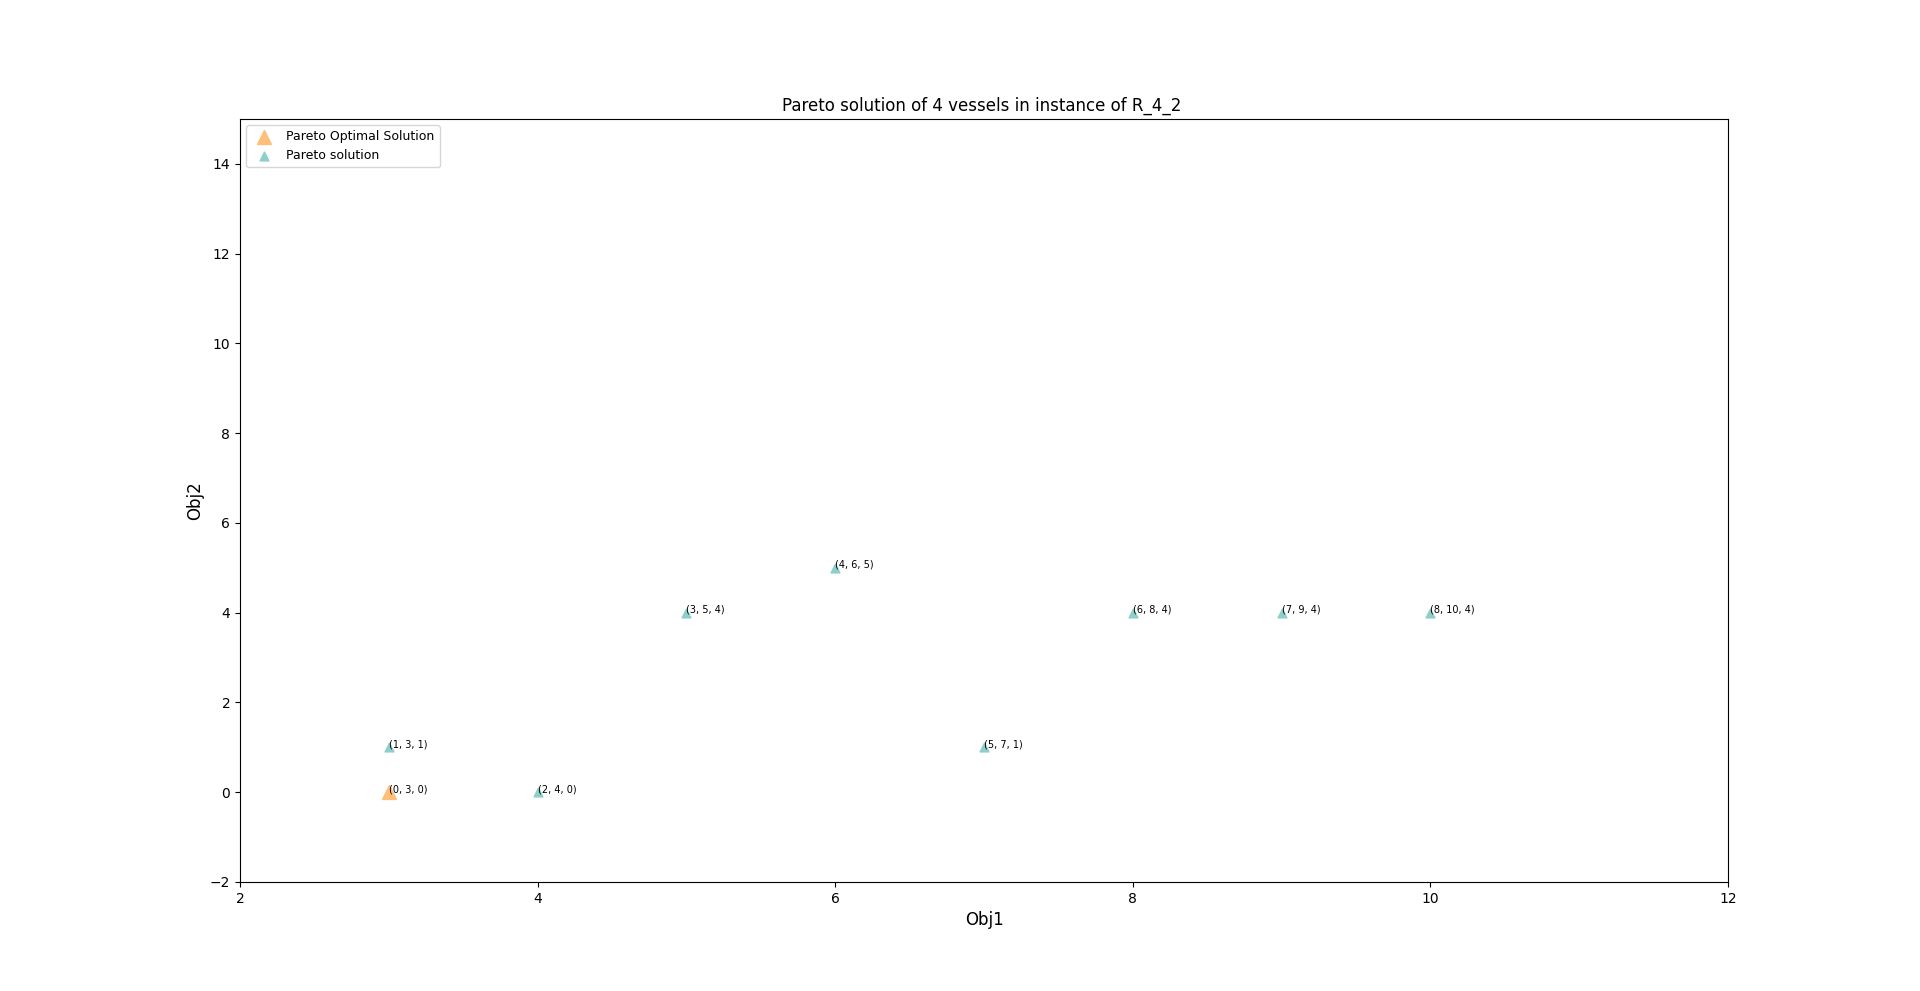 Pareto solution of 4 vessels in instance of R_4_2
Pareto Optimal Solution
Pareto solution
14
12
10
8
6
4
2
0
−2
Obj2
(4, 6, 5)
(3, 5, 4)
(6, 8, 4)
(7, 9, 4)
(8, 10, 4)
(1, 3, 1)
(5, 7, 1)
(0, 3, 0)
(2, 4, 0)
2
4
6
8
10
12
Obj1